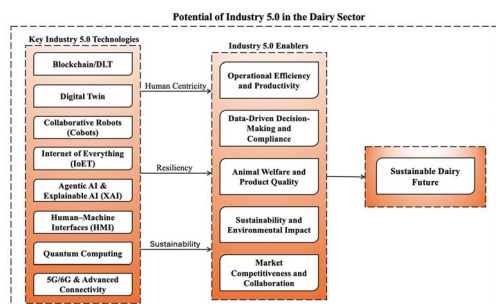 Potential of Industry 5.0 in the Dairy Sector
Key Industry 5.0 Technologies
Blockchain/DLT
Digital Twin
Collaborative Robots
(Cobots)
Internet of Everything
(IoET)
Agentic AI &
Explainable AI (XAI)
Human–Machine
Interfaces (HMI)
Quantum Computing
5G/6G & Advanced
Connectivity
Human Centricity
Resiliency
Sustainability
Industry 5.0 Enablers
Operational Efficiency
and Productivity
Data-Driven Decision-
Making and
Compliance
Animal Welfare and
Product Quality
Sustainability and
Environmental Impact
Market
Competitiveness and
Collaboration
Sustainable Dairy
Future